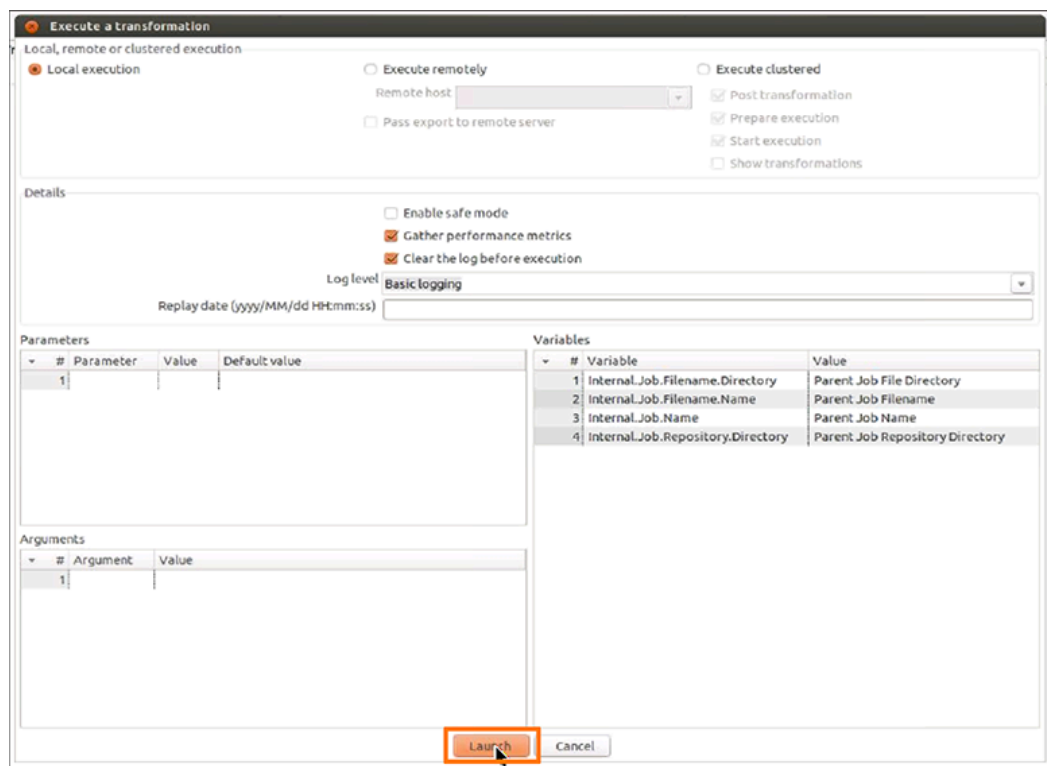 Execute a transformation
Local, remote or clustered execution
Local execution
Execute remotely
Execute clustered
Remote host
Post transformation
Pass export to remote server
Prepare execution
Start execution
Show transformations
Details
Enable safe mode
Gather performance metrics
Clear the log before execution
Log level Basic logging
Replay date (yyyy/MM/dd HH:mm:ss)
Parameters
# Parameter Value Default value
1
Variables
# Variable Value
1 Internal.Job.Filename.Directory Parent Job File Directory
2 Internal.Job.Filename.Name Parent Job Filename
3 Internal.Job.Name Parent Job Name
4 Internal.Job.Repository.Directory Parent Job Repository Directory
Arguments
# Argument Value
1
Launch Cancel